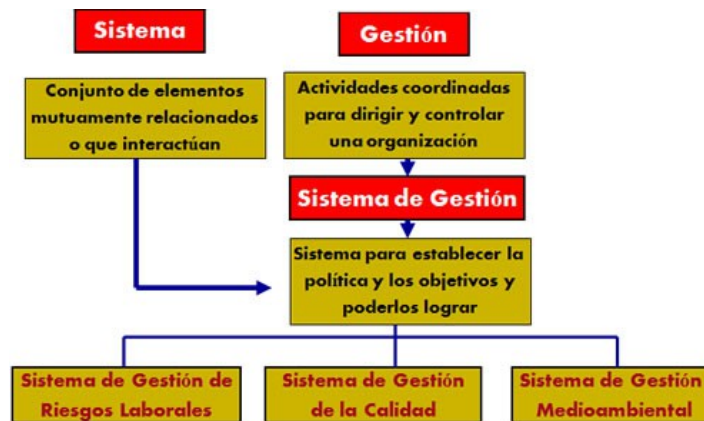 Sistema
Gestión
Conjunto de elementos
mutuamente relacionados
o que interactúan
Actividades coordinadas
para dirigir y controlar
una organización
Sistema de Gestión
Sistema para establecer la
política y los objetivos y
poderlos lograr
Sistema de Gestión de
Riesgos Laborales
Sistema de Gestión
de la Calidad
Sistema de Gestión
Medioambiental